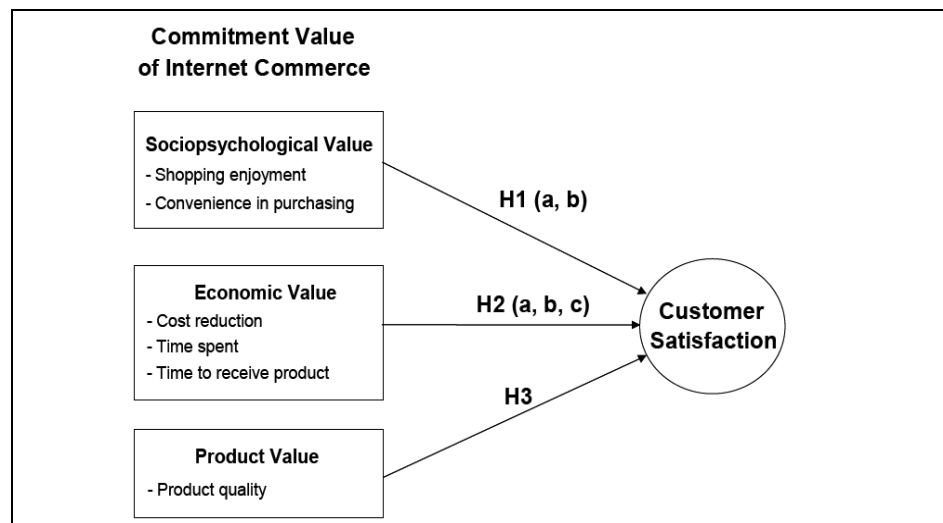 Commitment Value
of Internet Commerce
Sociopsychological Value
- Shopping enjoyment
- Convenience in purchasing
H1 (a, b)
Economic Value
- Cost reduction
- Time spent
- Time to receive product
H2 (a, b, c)
Customer
Satisfaction
H3
Product Value
- Product quality